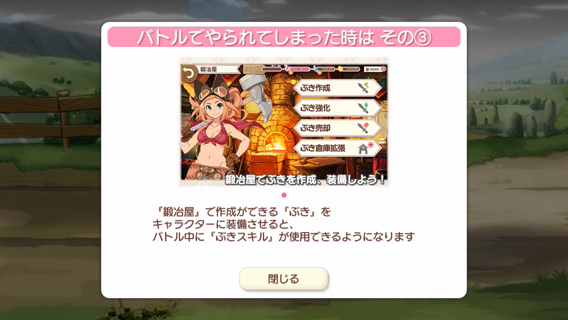 バトルでやられてしまった時は その③
鍛冶屋
ぶき作成
ぶき強化
ぶき売却
ぶき倉庫拡張
鍛冶屋でぶきを作成、装備しよう！
「鍛冶屋」で作成ができる「ぶき」を
キャラクターに装備させると、
バトル中に「ぶきスキル」が使用できるようになります
閉じる